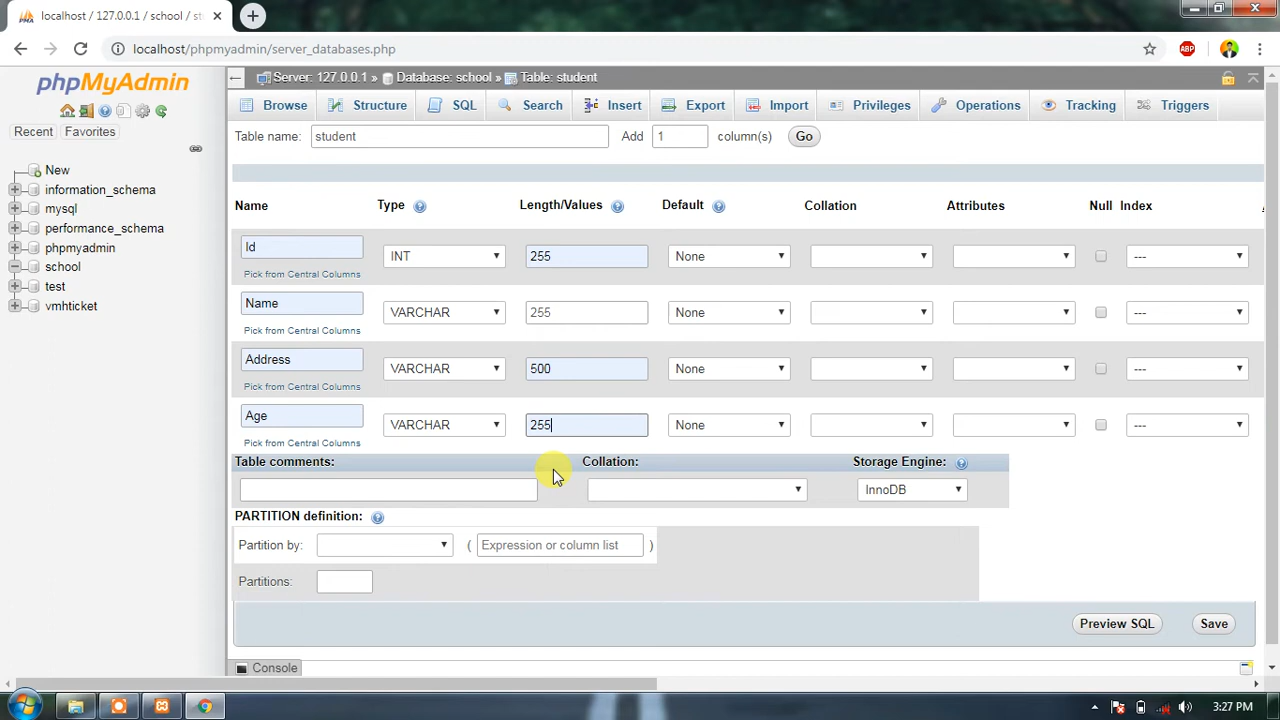 localhost / 127.0.0.1 / school / st
localhost/phpmyadmin/server_databases.php
ABP
phpMyAdmin
Recent Favorites
New
information_schema
mysql
performance_schema
phpmyadmin
school
test
vmhticket
Server: 127.0.0.1 » Database: school » Table: student
Browse Structure SQL Search Insert Export Import Privileges Operations Tracking Triggers
Table name: student Add 1 column(s) Go
Name Type Length/Values Default Collation Attributes Null Index
Id INT 255 None ---
Pick from Central Columns
Name VARCHAR 255 None ---
Pick from Central Columns
Address VARCHAR 500 None ---
Pick from Central Columns
Age VARCHAR 255 None ---
Pick from Central Columns
Table comments: Collation: Storage Engine:
InnoDB
PARTITION definition:
Partition by: ( Expression or column list )
Partitions:
Preview SQL Save
Console
3:27 PM